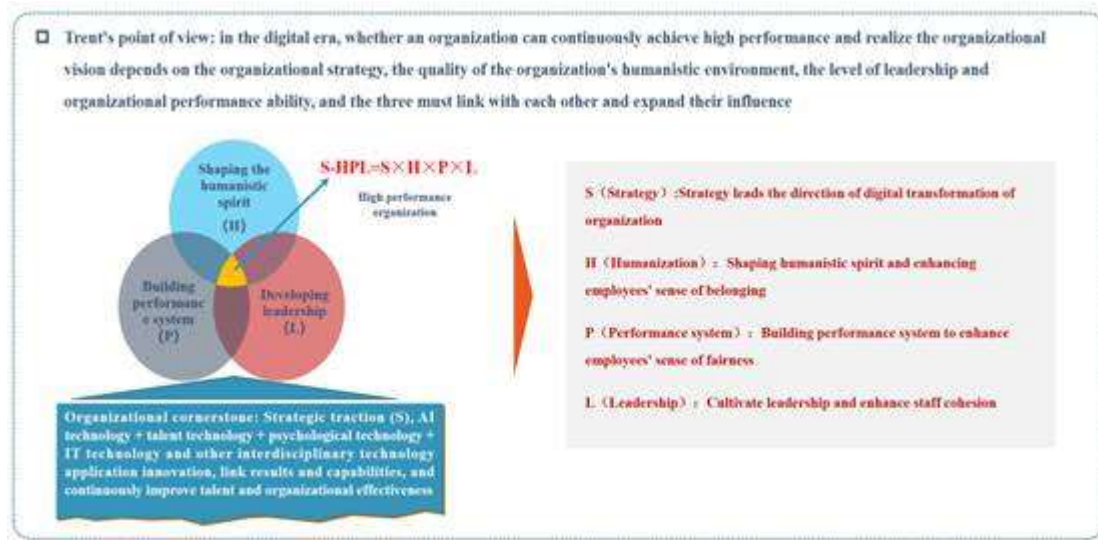 Trent's point of view: in the digital era, whether an organization can continuously achieve high performance and realize the organizational
vision depends on the organizational strategy, the quality of the organization's humanistic environment, the level of leadership and
organizational performance ability, and the three must link with each other and expand their influence
Shaping the
humanistic
spirit
(H)
S-HPL=S×H×P×L
High performance
organization
Building
performanc
e system
(P)
Developing
leadership
(L)
Organizational cornerstone: Strategic traction (S), AI
technology + talent technology + psychological technology +
IT technology and other interdisciplinary technology
application innovation, link results and capabilities, and
continuously improve talent and organizational effectiveness
S（Strategy）:Strategy leads the direction of digital transformation of
organization
H（Humanization）：Shaping humanistic spirit and enhancing
employees' sense of belonging
P（Performance system）：Building performance system to enhance
employees' sense of fairness
L（Leadership）：Cultivate leadership and enhance staff cohesion